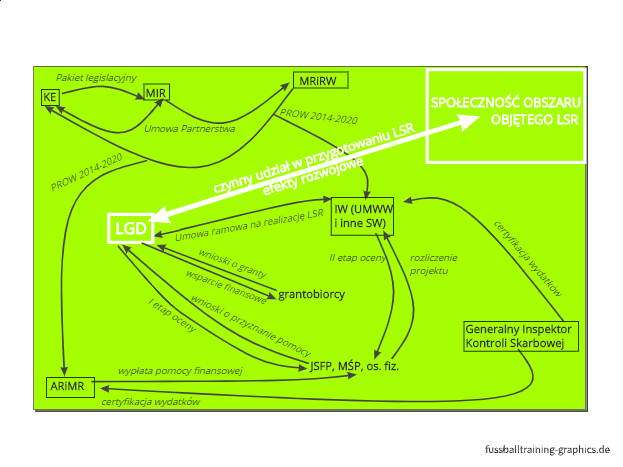 Pakiet legislacyjny
KE
MIR
MRiRW
Umowa Partnerstwa
PROW 2014-2020
SPOŁECZNOŚĆ OBSZARU
OBJĘTEGO LSR
czynny udział w przygotowaniu LSR
efekty rozwojowe
PROW 2014-2020
LGD
Umowa ramowa na realizację LSR
IW (UMWW
i inne SW)
certyfikacja wydatków
wnioski o granty
wsparcie finansowe
grantobiorcy
II etap oceny
rozliczenie
projektu
I etap oceny
wnioski o przyznanie pomocy
Generalny Inspektor
Kontroli Skarbowej
JSFP, MŚP, os. fiz.
wypłata pomocy finansowej
ARiMR
certyfikacja wydatków
fussballtraining-graphics.de